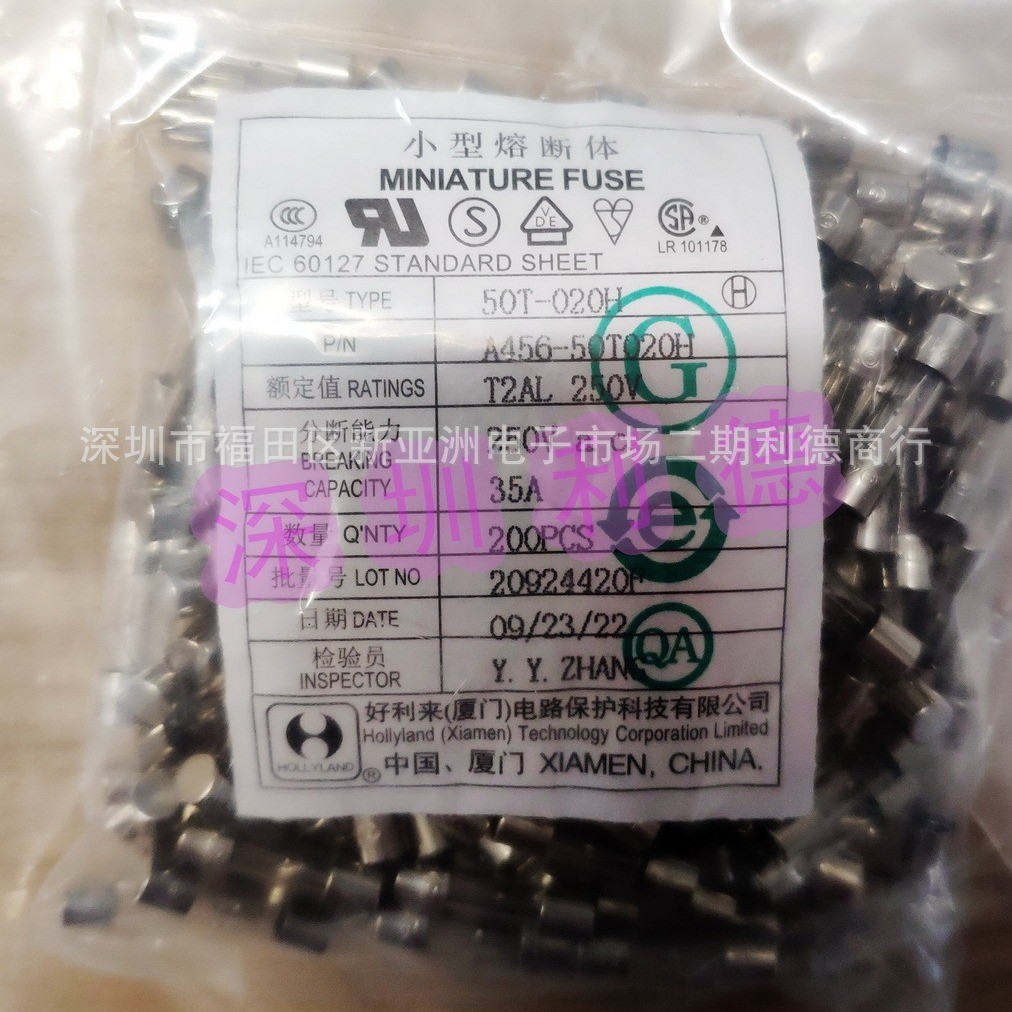 小型熔断体
MINIATURE FUSE
CCC
A114794
S
VDE
SA®
LR 101178
IEC 60127 STANDARD SHEET
型号 TYPE 50T-020H H
P/N A456-50T020H
G
额定值 RATINGS T2AL 250V
深圳市福田区新亚洲电子市场二期利德商行
分断能力
BREAKING
CAPACITY
250V a.c
35A
深圳利德
e
数量 Q'NTY 200PCS
批量号 LOT NO 20924420F
日期 DATE 09/23/22
QA
检验员
INSPECTOR
Y. Y. ZHANG
好利来(厦门)电路保护科技有限公司
Hollyland (Xiamen) Technology Corporation Limited
HOLLYLAND®
中国、厦门 XIAMEN, CHINA.